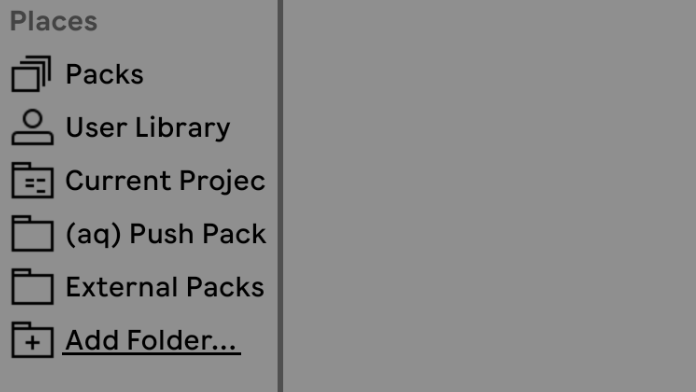 Places
Packs
User Library
Current Projec
(aq) Push Pack
External Packs
Add Folder...